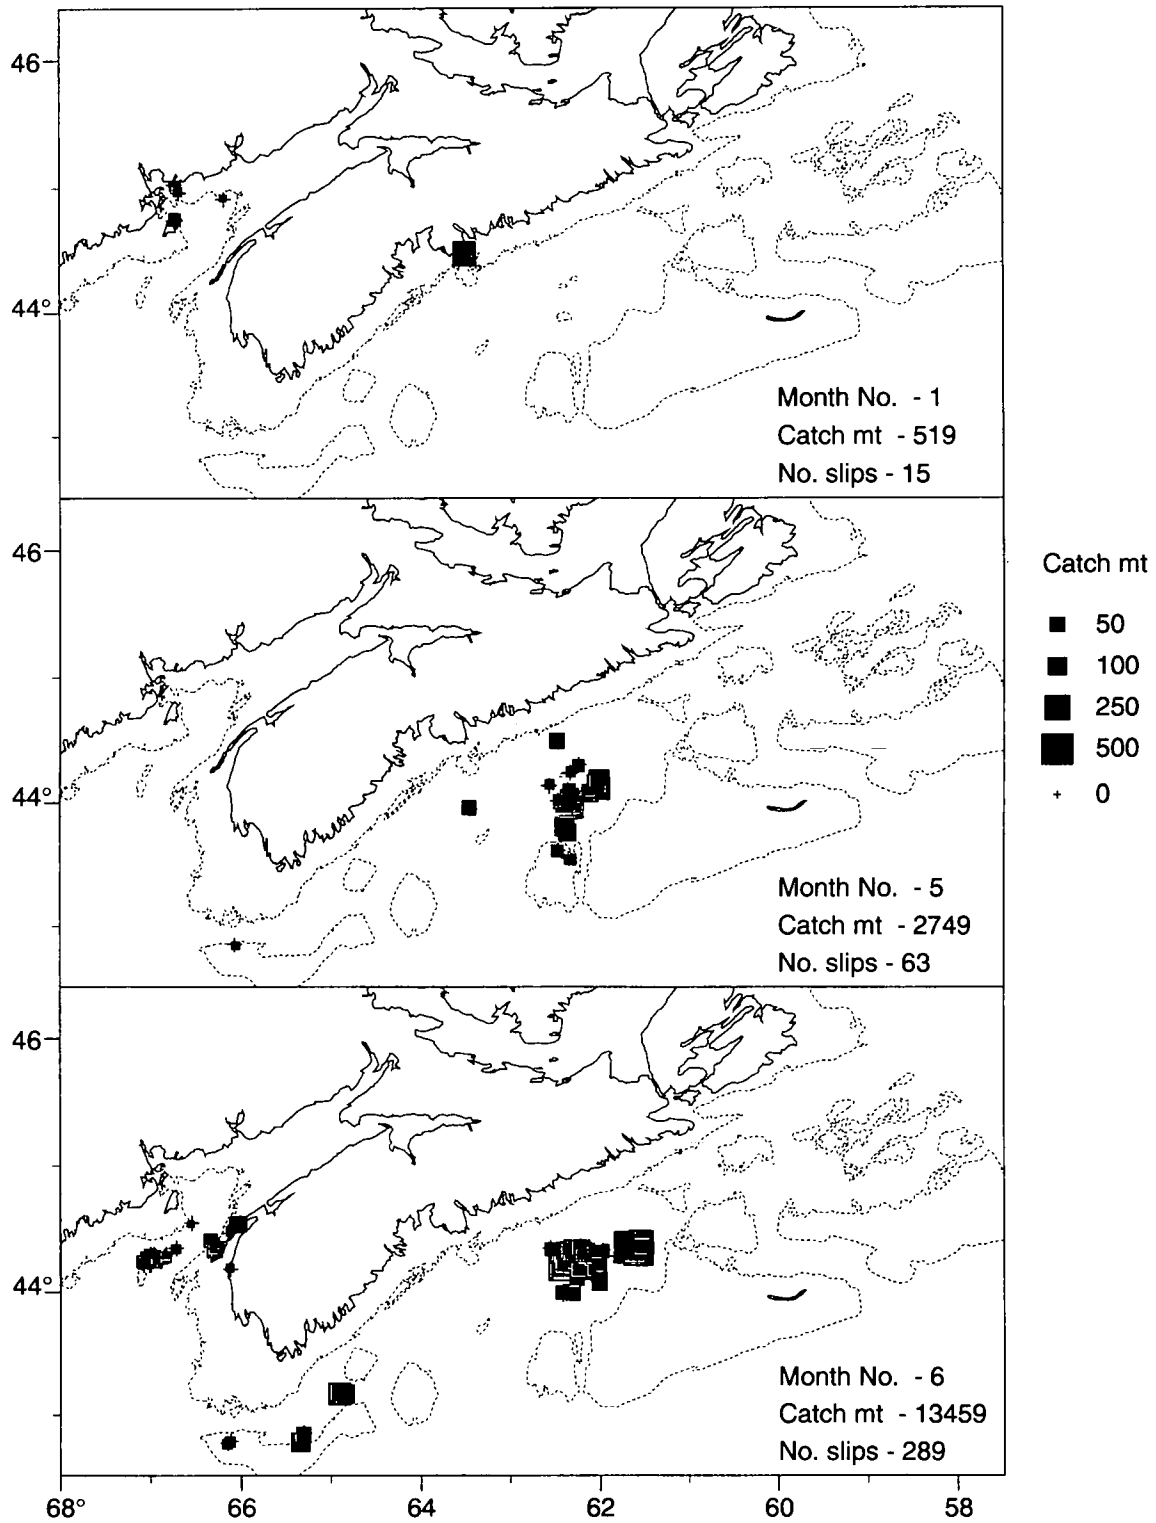 46
44°
Month No. - 1
Catch mt - 519
No. slips - 15
46
44°
Month No. - 5
Catch mt - 2749
No. slips - 63
46
44°
Month No. - 6
Catch mt - 13459
No. slips - 289
68° 66 64 62 60 58
Catch mt
50
100
250
500
0